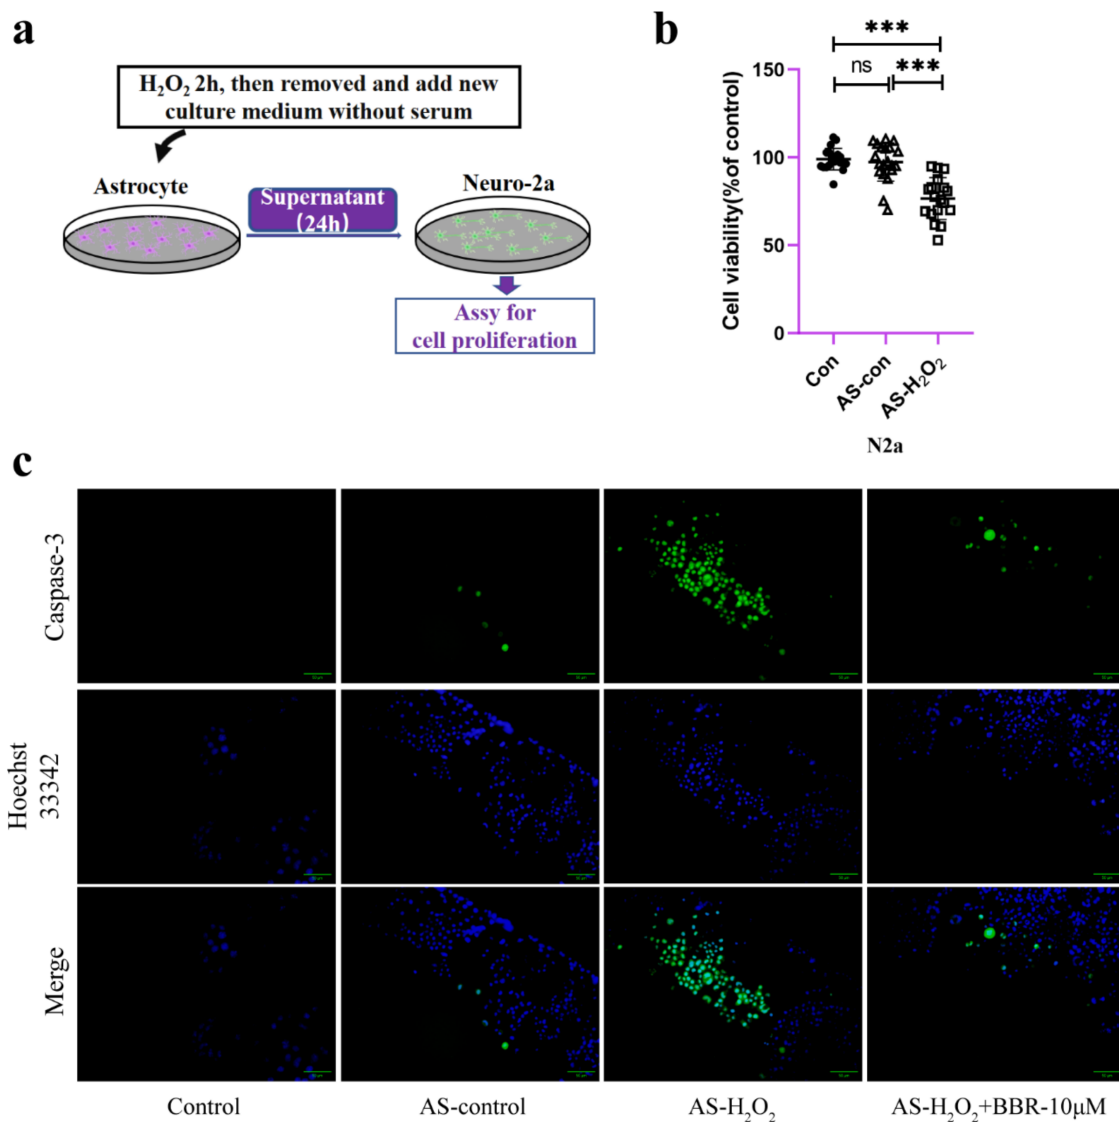 a
H₂O₂ 2h, then removed and add new
culture medium without serum
Astrocyte
Supernatant
(24h)
Neuro-2a
Assy for
cell proliferation
b
***
ns
***
Cell viability(%of control)
150
100
50
0
Con
AS-con
AS-H₂O₂
N2a
c
Caspase-3
Hoechst
33342
Merge
Control
AS-control
AS-H₂O₂
AS-H₂O₂+BBR-10μM